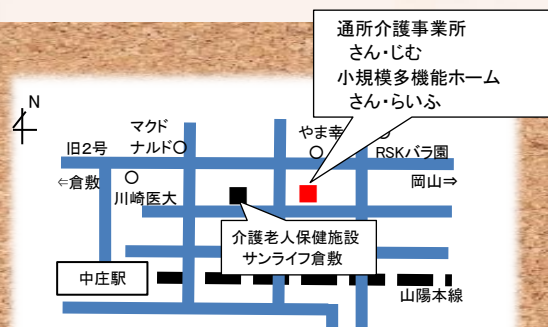 通所介護事業所
さん・じむ
小規模多機能ホーム
さん・らいふ
N
マクド
ナルド
やま幸
旧2号
RSKバラ園
⇐倉敷
川崎医大
岡山⇒
介護老人保健施設
サンライフ倉敷
中庄駅
山陽本線